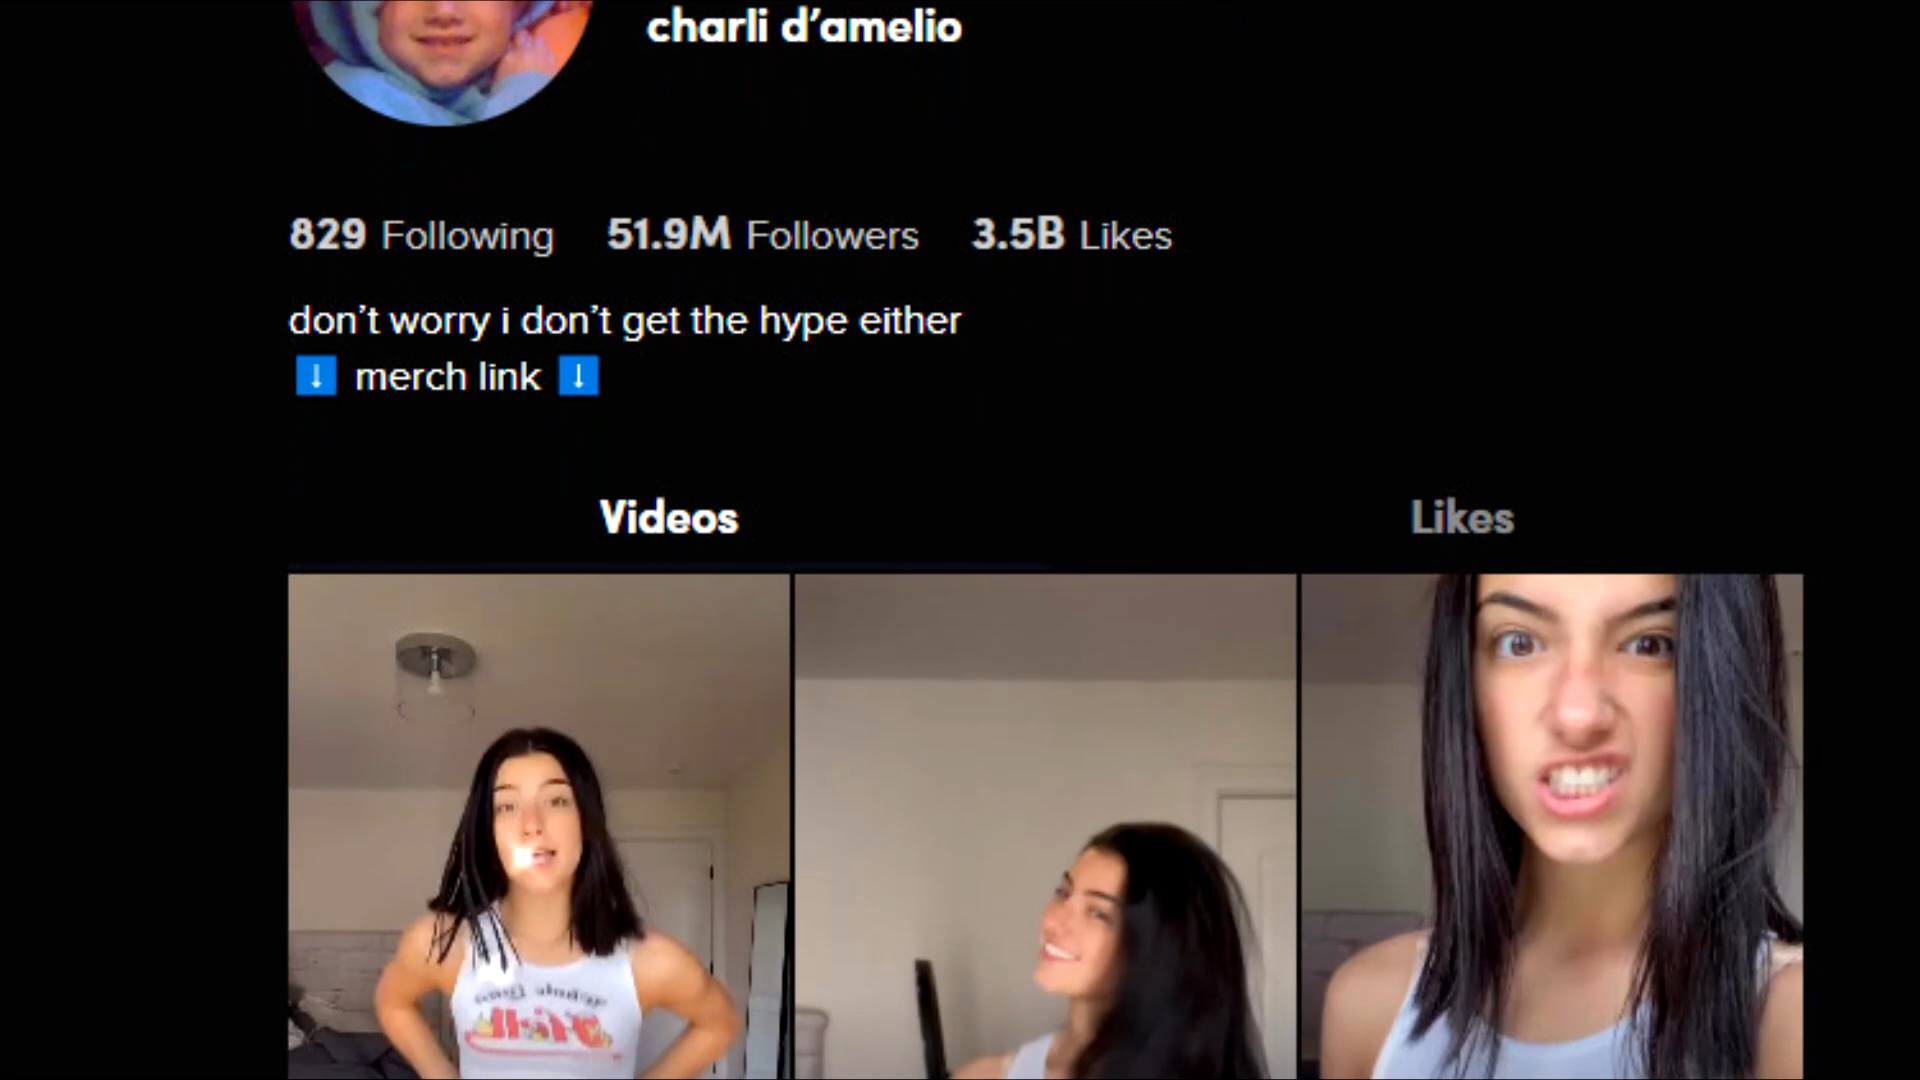 charli d’amelio
829 Following 51.9M Followers 3.5B Likes
don’t worry i don’t get the hype either
⬇ merch link ⬇
Videos Likes